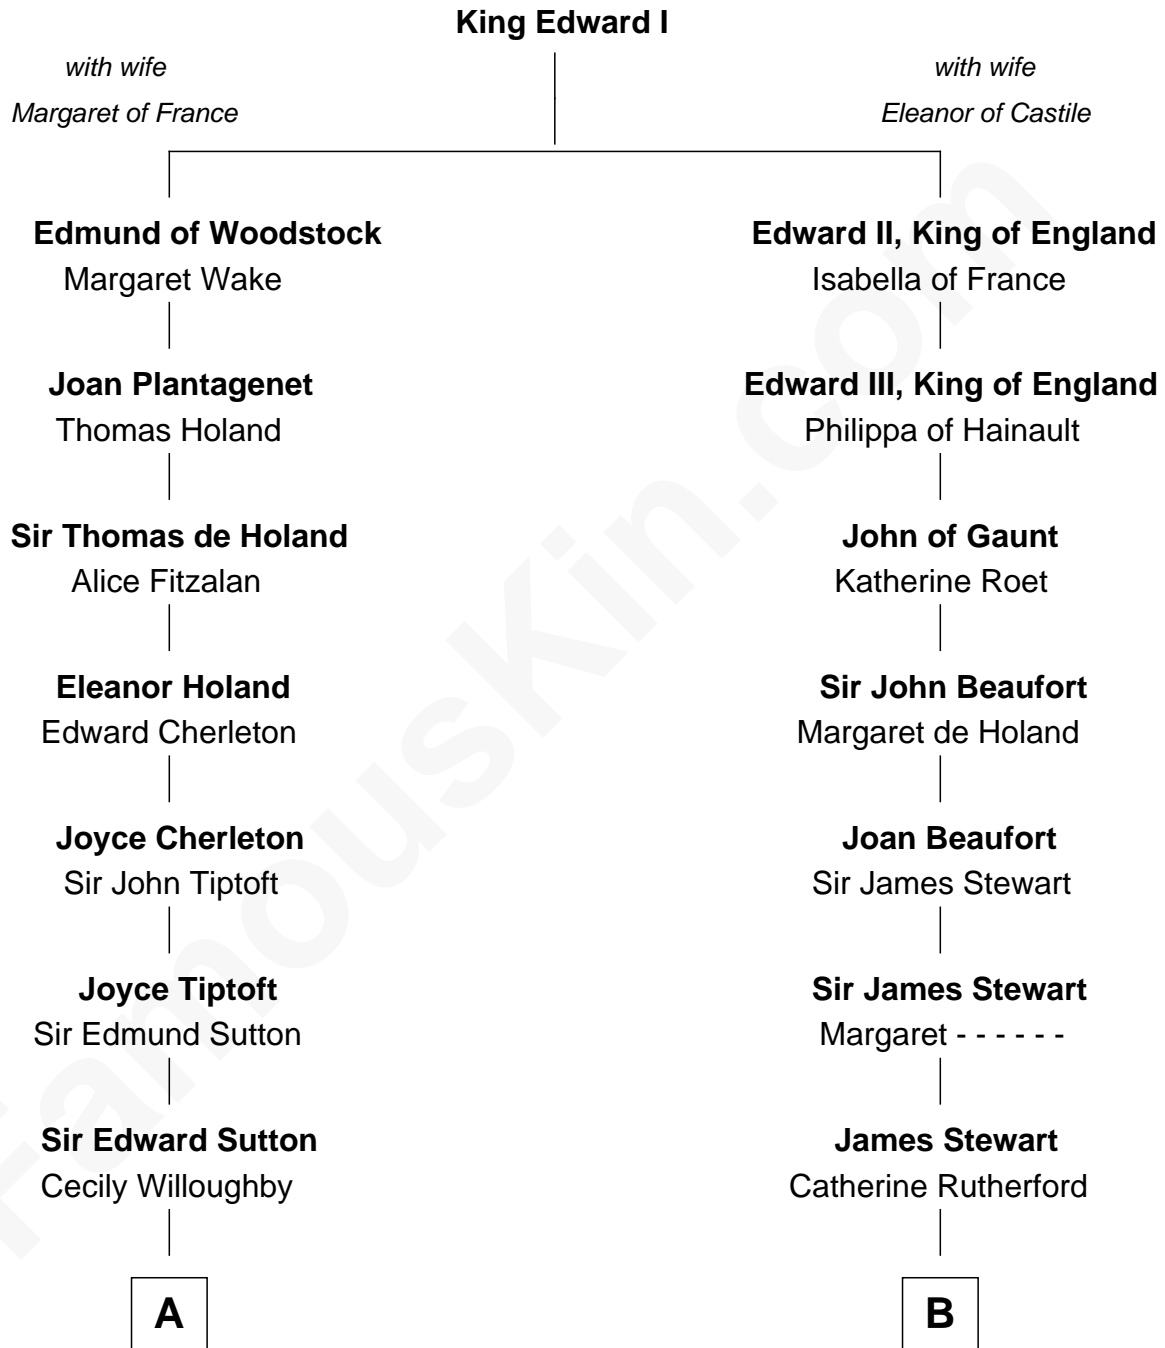 King Edward I
with wife
Margaret of France
with wife
Eleanor of Castile
Edmund of Woodstock
Margaret Wake
Edward II, King of England
Isabella of France
Joan Plantagenet
Thomas Holand
Edward III, King of England
Philippa of Hainault
Sir Thomas de Holand
Alice Fitzalan
John of Gaunt
Katherine Roet
Eleanor Holand
Edward Cherleton
Sir John Beaufort
Margaret de Holand
Joyce Cherleton
Sir John Tiptoft
Joan Beaufort
Sir James Stewart
Joyce Tiptoft
Sir Edmund Sutton
Sir James Stewart
Margaret - - - - - -
Sir Edward Sutton
Cecily Willoughby
James Stewart
Catherine Rutherford
A
B
FamousKin.com